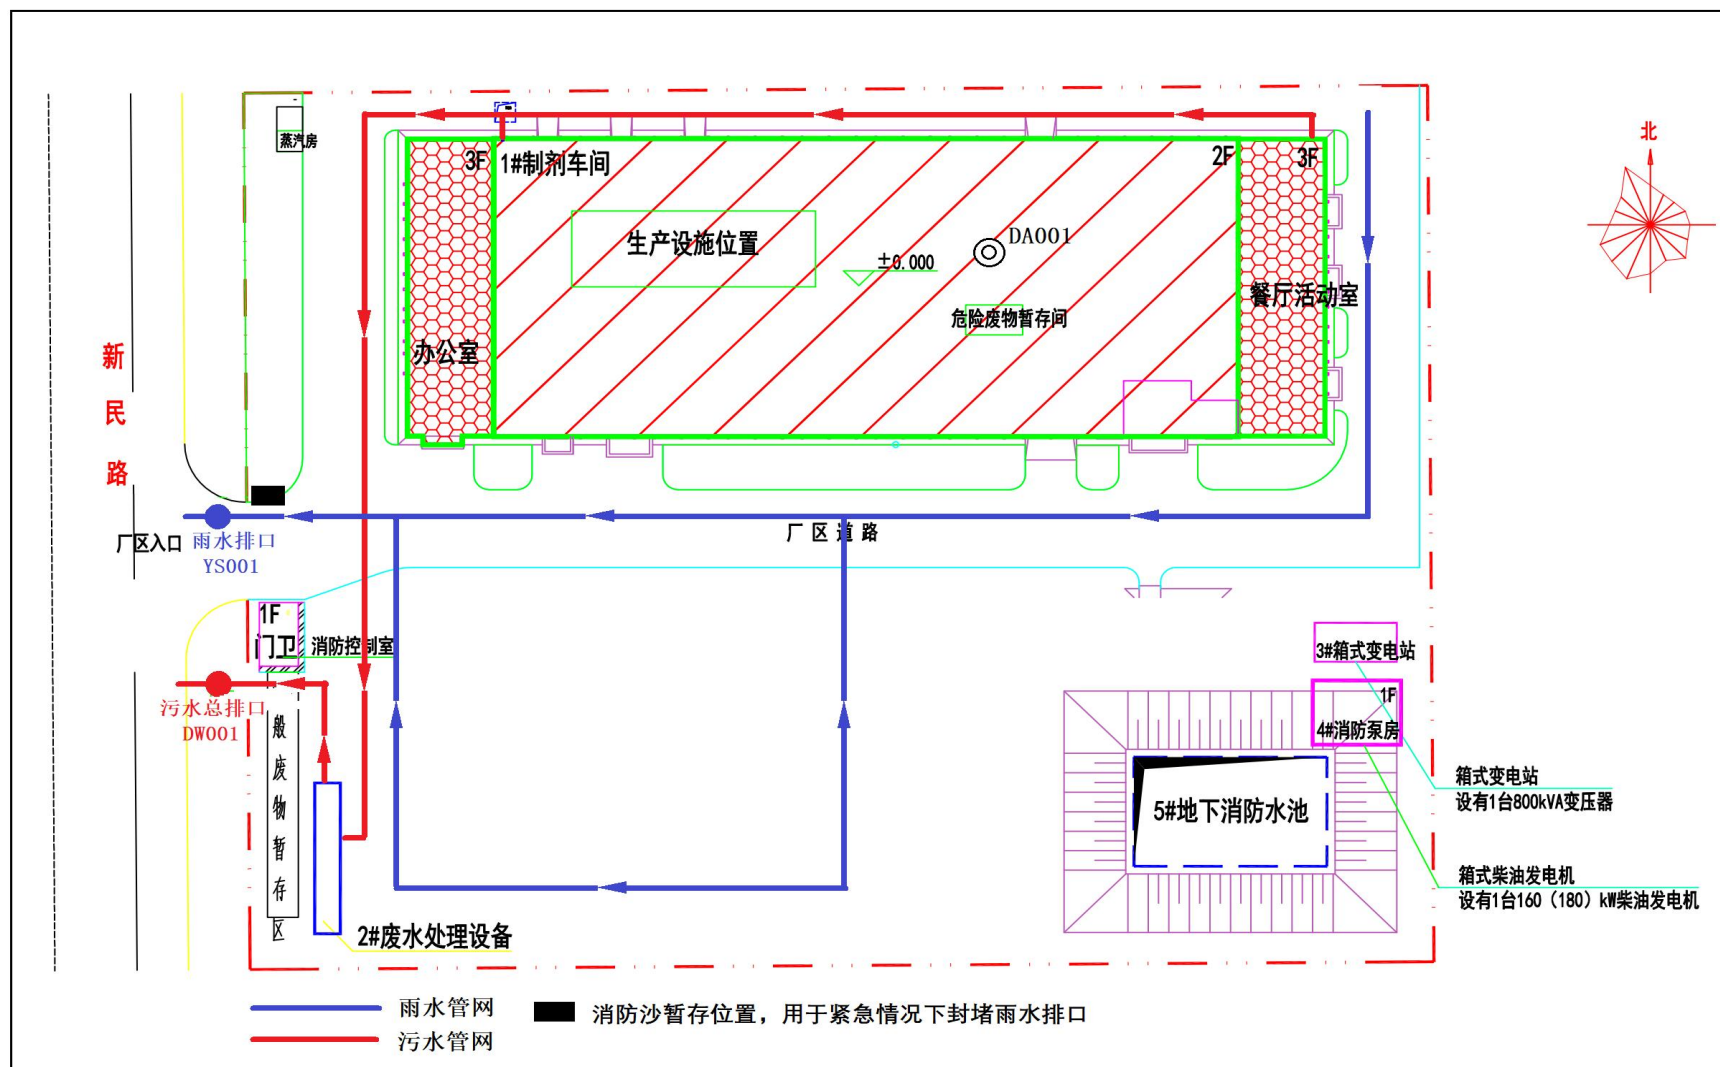 北
蒸汽房
3F
1#制剂车间
2F
3F
生产设施位置
DA001
±0.000
餐厅活动室
危险废物暂存间
办公室
新民路
厂区道路
厂区入口
雨水排口
YS001
1F
门卫
消防控制室
3#箱式变电站
1F
4#消防泵房
污水总排口
DW001
般废物暂存区
箱式变电站
设有1台800kVA变压器
5#地下消防水池
箱式柴油发电机
设有1台160（180）kW柴油发电机
2#废水处理设备
雨水管网
消防沙暂存位置，用于紧急情况下封堵雨水排口
污水管网